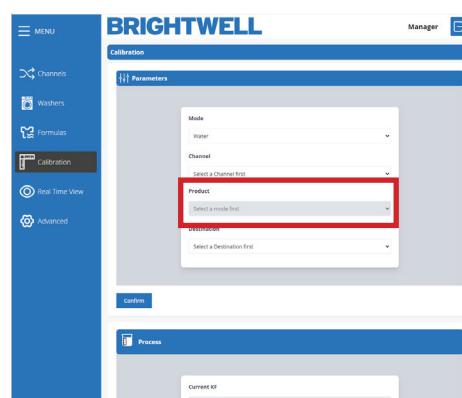 MENU
BRIGHTWELL
Manager
Calibration
Channels
Parameters
Washers
Mode
Water
Formulas
Channel
Calibration
Select a Channel first
Product
Real Time View
Select a mode first
Advanced
Destination
Select a Destination first
Confirm
Process
Current KF